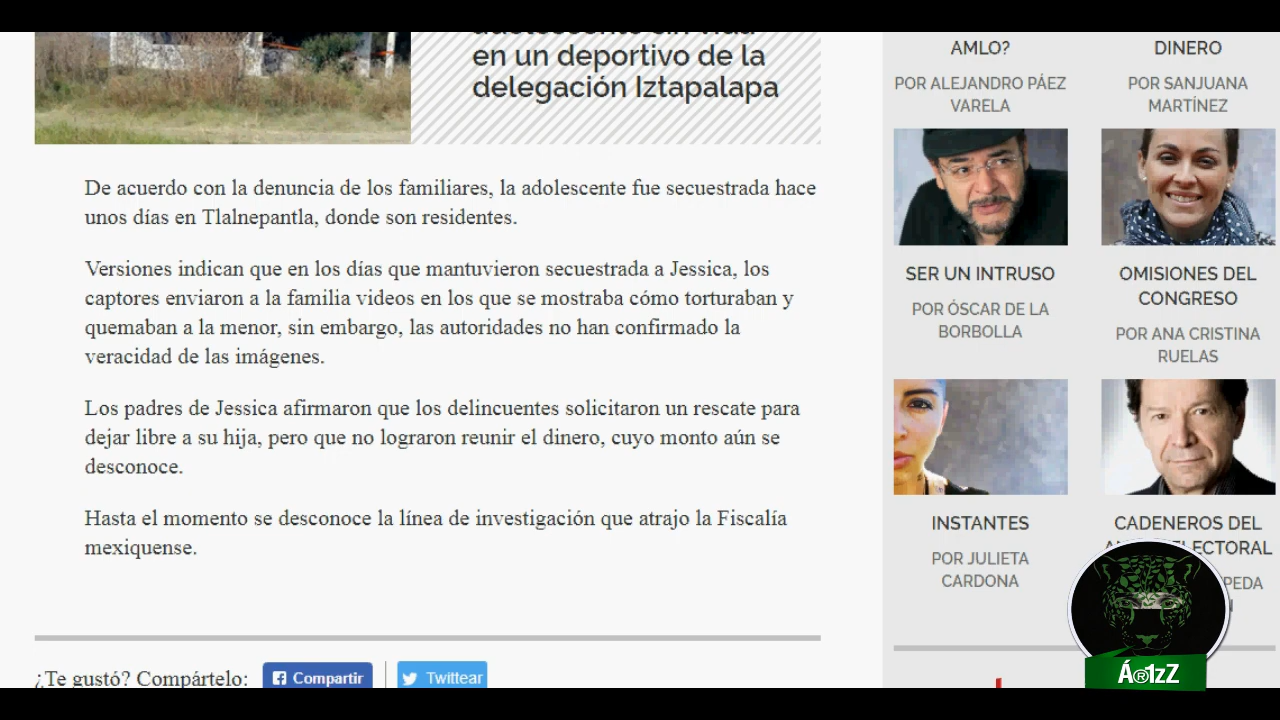 en un deportivo de la
delegación Iztapalapa
De acuerdo con la denuncia de los familiares, la adolescente fue secuestrada hace
unos días en Tlalnepantla, donde son residentes.
Versiones indican que en los días que mantuvieron secuestrada a Jessica, los
captores enviaron a la familia videos en los que se mostraba cómo torturaban y
quemaban a la menor, sin embargo, las autoridades no han confirmado la
veracidad de las imágenes.
Los padres de Jessica afirmaron que los delincuentes solicitaron un rescate para
dejar libre a su hija, pero que no lograron reunir el dinero, cuyo monto aún se
desconoce.
Hasta el momento se desconoce la línea de investigación que atrajo la Fiscalía
mexiquense.
¿Te gustó? Compártelo:
Compartir
Twittear
AMLO?
POR ALEJANDRO PÁEZ
VARELA
DINERO
POR SANJUANA
MARTÍNEZ
SER UN INTRUSO
POR ÓSCAR DE LA
BORBOLLA
OMISIONES DEL
CONGRESO
POR ANA CRISTINA
RUELAS
INSTANTES
POR JULIETA
CARDONA
CADENEROS DEL
Á®1zZ